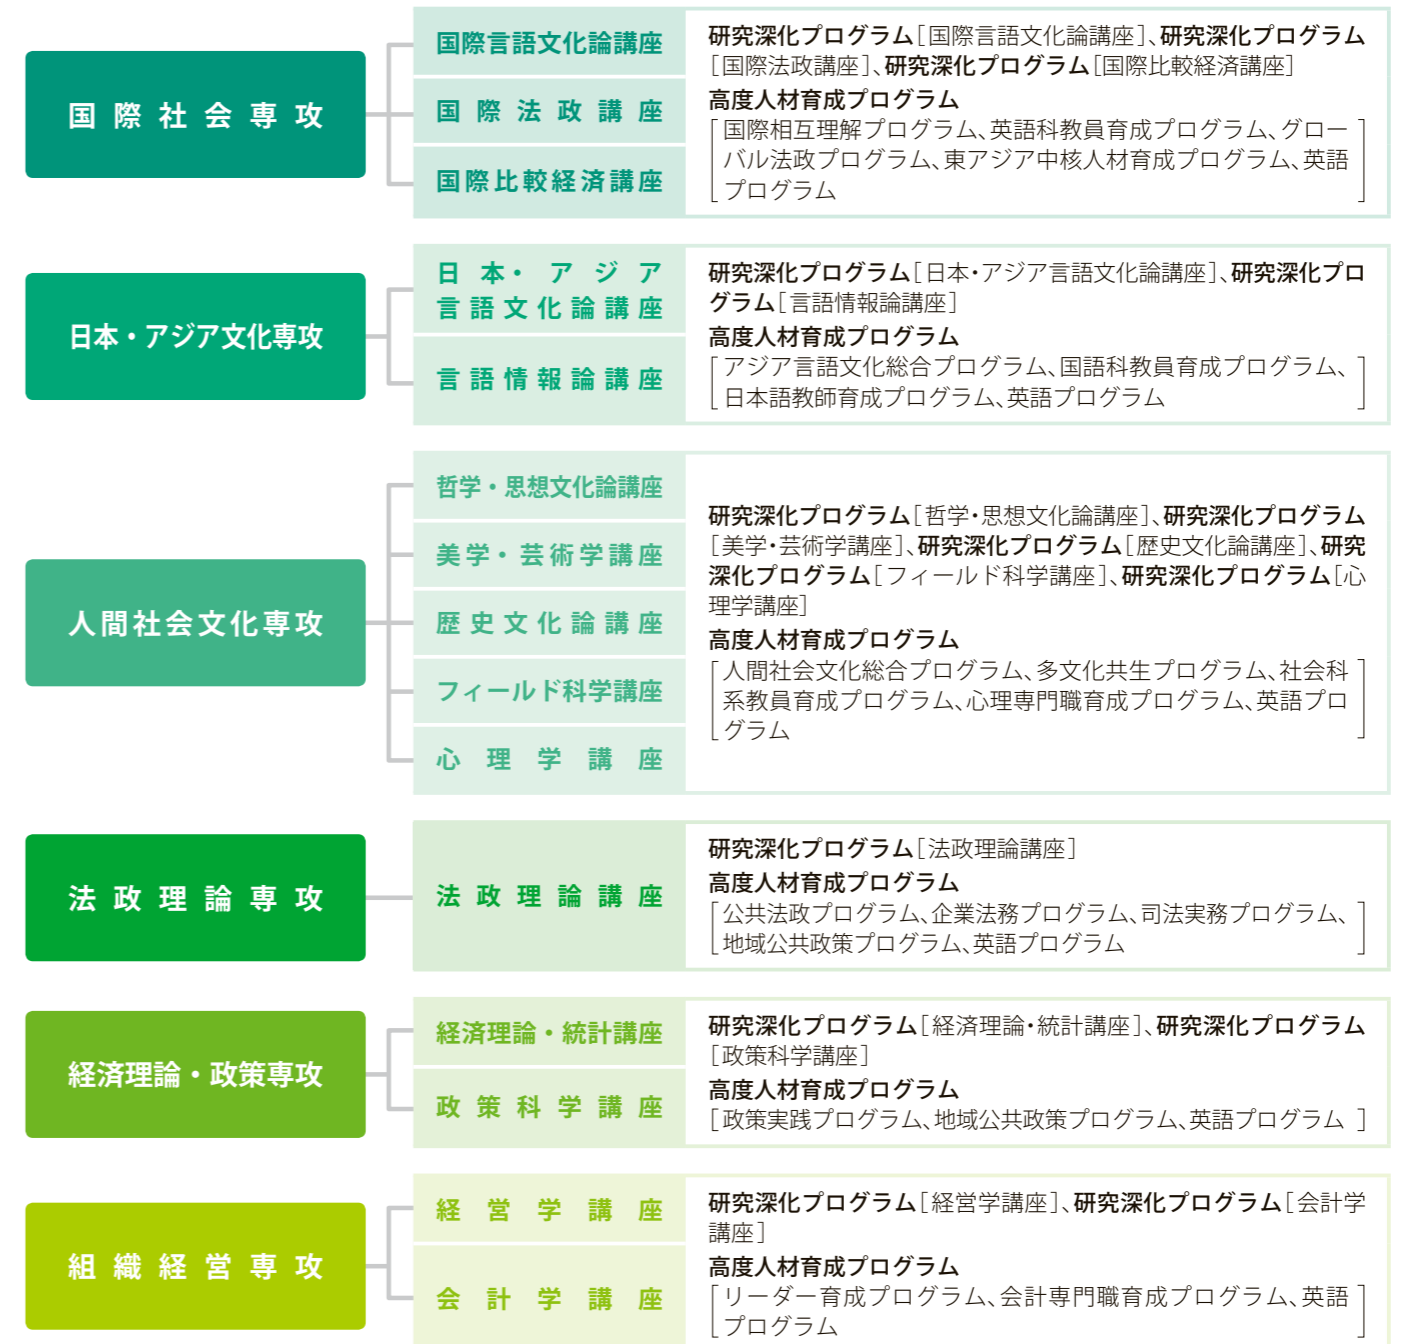 国際社会専攻
国際言語文化論講座
国際法政講座
国際比較経済講座
研究深化プログラム[国際言語文化論講座]、研究深化プログラム
[国際法政講座]、研究深化プログラム[国際比較経済講座]
高度人材育成プログラム
[国際相互理解プログラム、英語科教員育成プログラム、グロー
バル法政プログラム、東アジア中核人材育成プログラム、英語
プログラム]
日本・アジア文化専攻
日本・アジア
言語文化論講座
言語情報論講座
研究深化プログラム[日本・アジア言語文化論講座]、研究深化プロ
グラム[言語情報論講座]
高度人材育成プログラム
[アジア言語文化総合プログラム、国語科教員育成プログラム、
日本語教師育成プログラム、英語プログラム]
人間社会文化専攻
哲学・思想文化論講座
美学・芸術学講座
歴史文化論講座
フィールド科学講座
心理学講座
研究深化プログラム[哲学・思想文化論講座]、研究深化プログラム
[美学・芸術学講座]、研究深化プログラム[歴史文化論講座]、研究
深化プログラム[フィールド科学講座]、研究深化プログラム[心
理学講座]
高度人材育成プログラム
[人間社会文化総合プログラム、多文化共生プログラム、社会科
系教員育成プログラム、心理専門職育成プログラム、英語プロ
グラム]
法政理論専攻
法政理論講座
研究深化プログラム[法政理論講座]
高度人材育成プログラム
[公共法政プログラム、企業法務プログラム、司法実務プログラム、
地域公共政策プログラム、英語プログラム]
経済理論・政策専攻
経済理論・統計講座
政策科学講座
研究深化プログラム[経済理論・統計講座]、研究深化プログラム
[政策科学講座]
高度人材育成プログラム
[政策実践プログラム、地域公共政策プログラム、英語プログラム]
組織経営専攻
経営学講座
会計学講座
研究深化プログラム[経営学講座]、研究深化プログラム[会計学
講座]
高度人材育成プログラム
[リーダー育成プログラム、会計専門職育成プログラム、英語
プログラム]